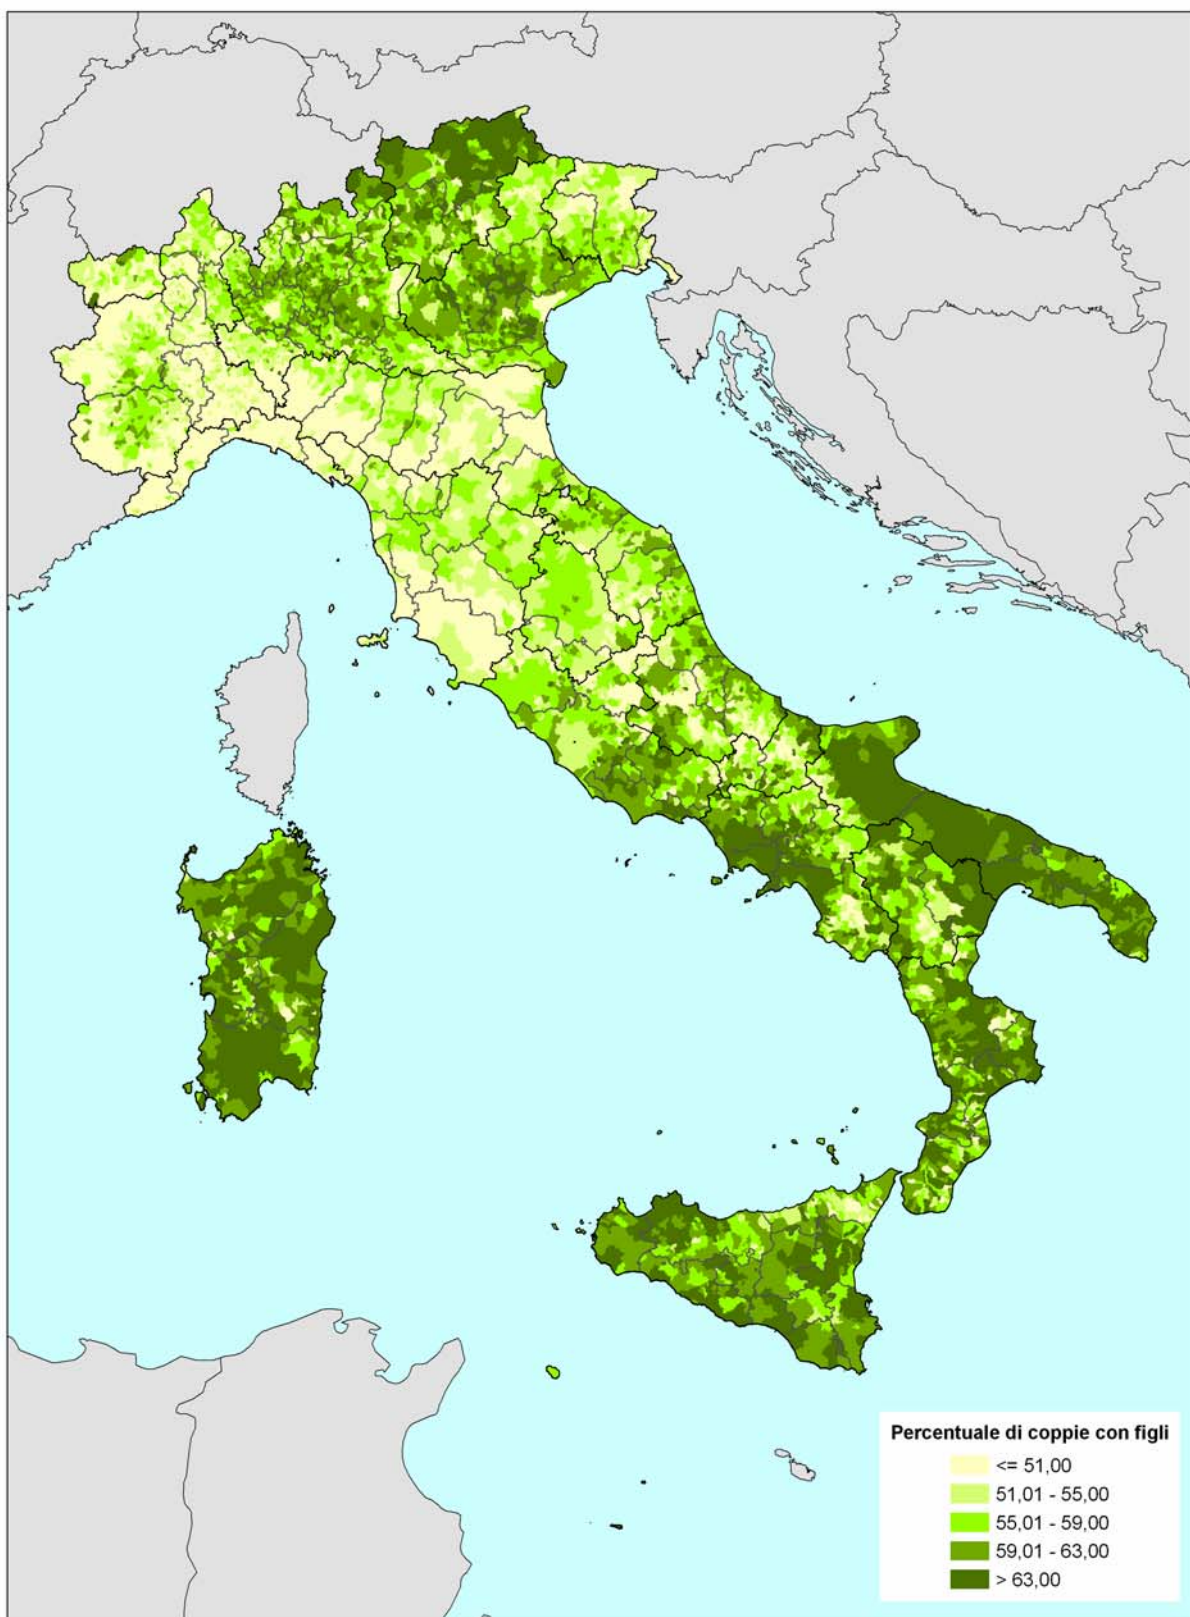 Percentuale di coppie con figli
<= 51,00
51,01 - 55,00
55,01 - 59,00
59,01 - 63,00
> 63,00